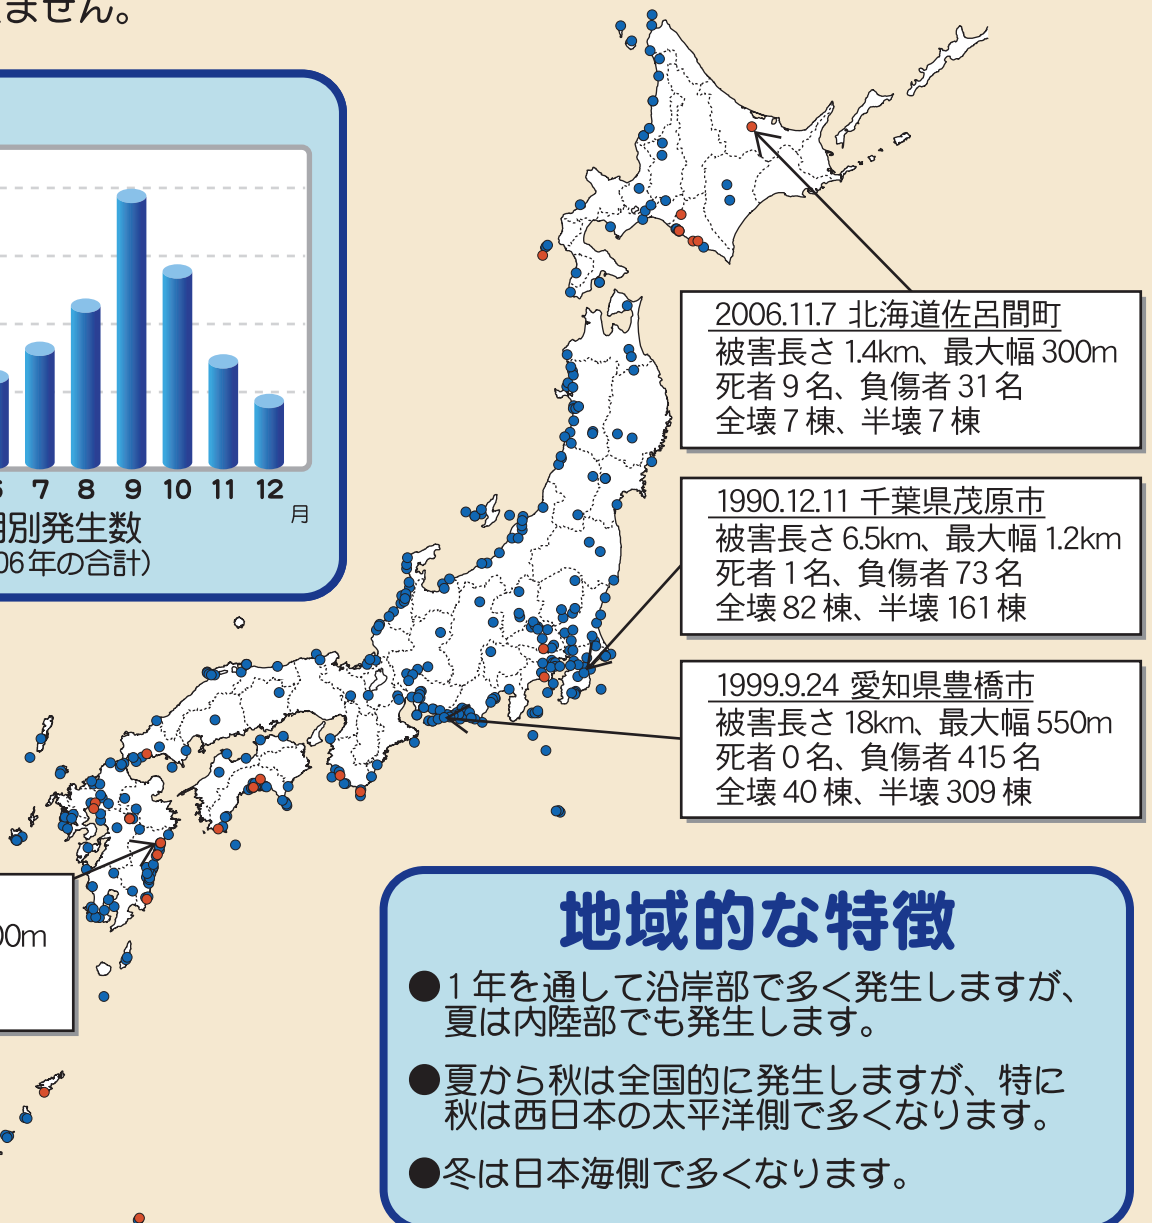 ません。
7 8 9 10 11 12
月
別発生数
06年の合計）
2006.11.7 北海道佐呂間町
被害長さ 1.4km、最大幅 300m
死者 9 名、負傷者 31 名
全壊 7 棟、半壊 7 棟
1990.12.11 千葉県茂原市
被害長さ 6.5km、最大幅 1.2km
死者 1 名、負傷者 73 名
全壊 82 棟、半壊 161 棟
1999.9.24 愛知県豊橋市
被害長さ 18km、最大幅 550m
死者 0 名、負傷者 415 名
全壊 40 棟、半壊 309 棟
00m
地域的な特徴
●1 年を通して沿岸部で多く発生しますが、
夏は内陸部でも発生します。
●夏から秋は全国的に発生しますが、特に
秋は西日本の太平洋側で多くなります。
●冬は日本海側で多くなります。